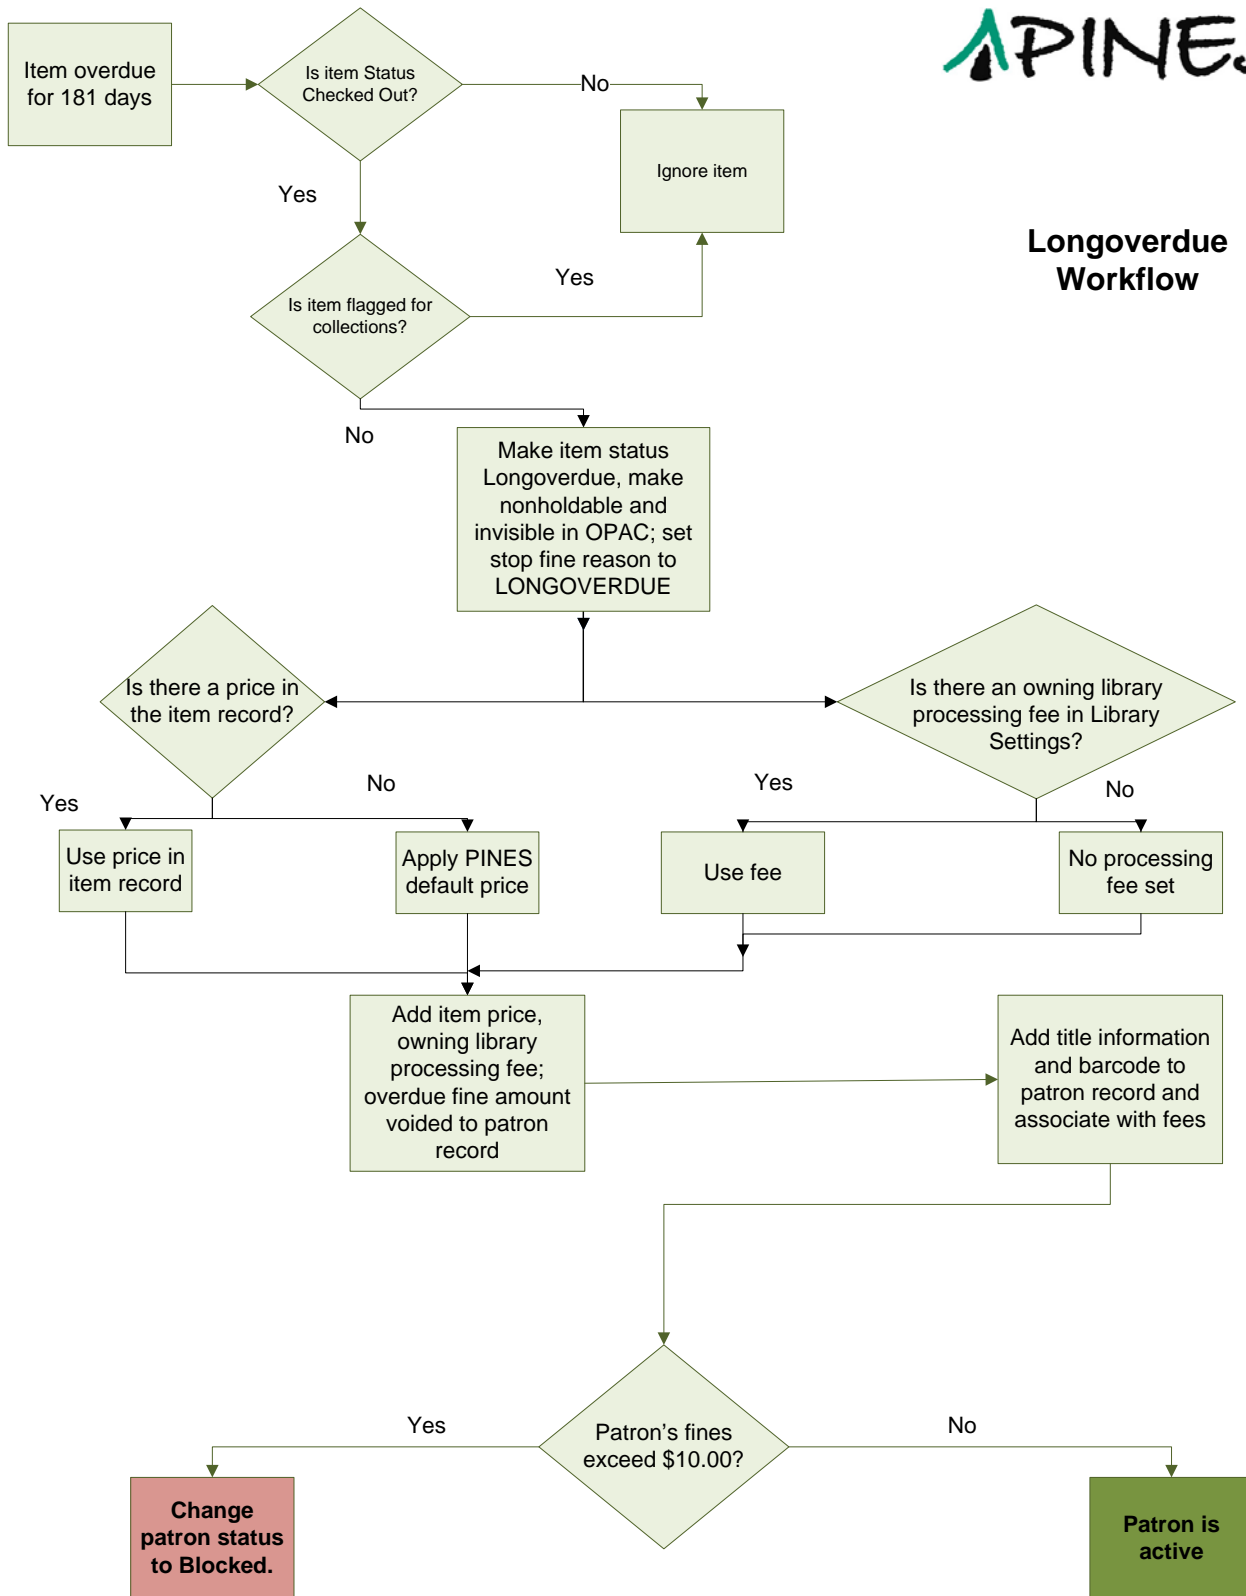 PINES
Item overdue
for 181 days
Is item Status
Checked Out?
No
Ignore item
Yes
Longoverdue
Workflow
Is item flagged for
collections?
Yes
No
Make item status
Longoverdue, make
nonholdable and
invisible in OPAC; set
stop fine reason to
LONGOVERDUE
Is there a price in
the item record?
Is there an owning library
processing fee in Library
Settings?
Yes
No
Yes
No
Use price in
item record
Apply PINES
default price
Use fee
No processing
fee set
Add item price,
owning library
processing fee;
overdue fine amount
voided to patron
record
Add title information
and barcode to
patron record and
associate with fees
Patron’s fines
exceed $10.00?
Yes
No
Change
patron status
to Blocked.
Patron is
active